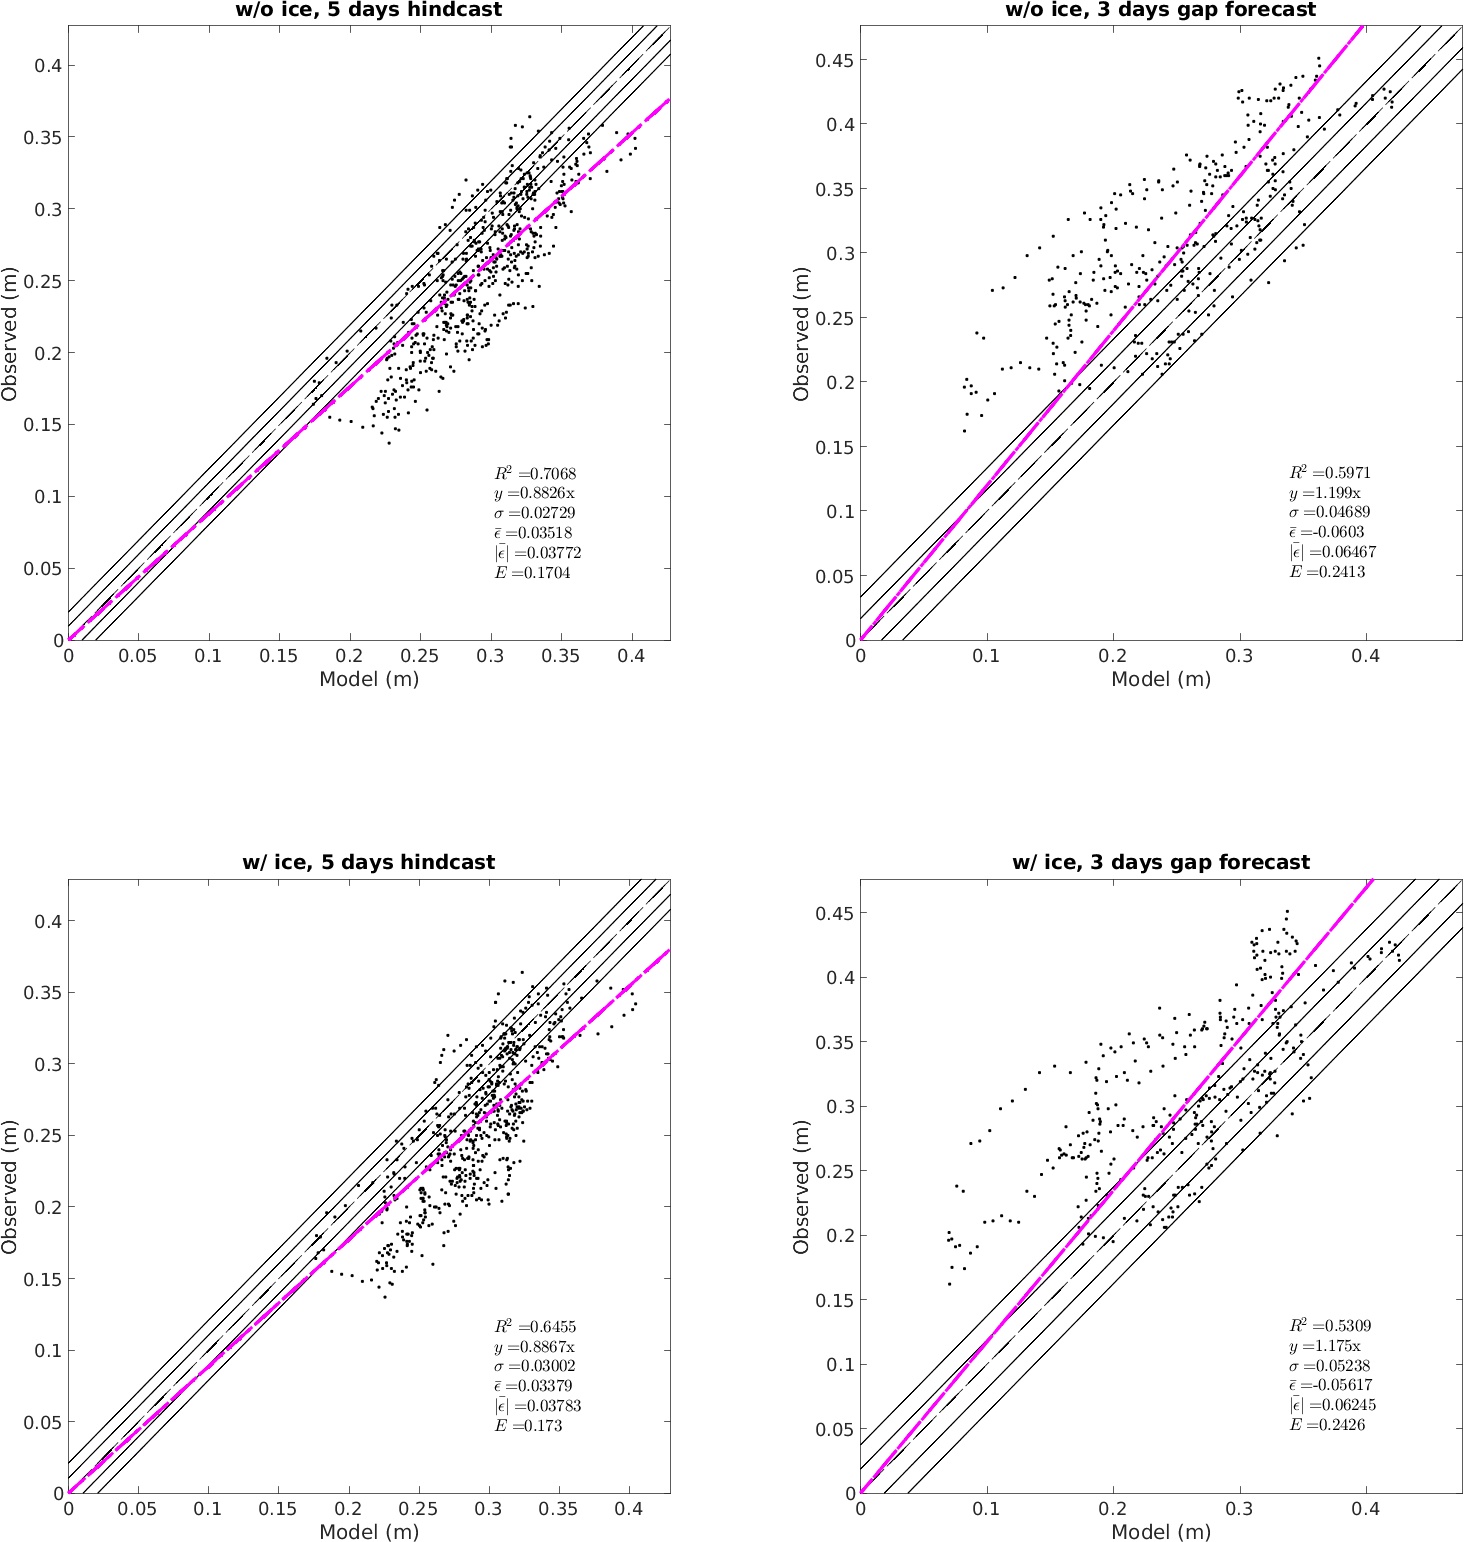 w/o ice, 5 days hindcast
0.4
0.35
0.3
0.25
0.2
0.15
0.1
0.05
0
Observed (m)
R² =0.7068
y =0.8826x
σ =0.02729
ε̄ =0.03518
|ε̄| =0.03772
E =0.1704
0 0.05 0.1 0.15 0.2 0.25 0.3 0.35 0.4
Model (m)
w/o ice, 3 days gap forecast
0.45
0.4
0.35
0.3
0.25
0.2
0.15
0.1
0.05
0
Observed (m)
R² =0.5971
y =1.199x
σ =0.04689
ε̄ =-0.0603
|ε̄| =0.06467
E =0.2413
0 0.1 0.2 0.3 0.4
Model (m)
w/ ice, 5 days hindcast
0.4
0.35
0.3
0.25
0.2
0.15
0.1
0.05
0
Observed (m)
R² =0.6455
y =0.8867x
σ =0.03002
ε̄ =0.03379
|ε̄| =0.03783
E =0.173
0 0.05 0.1 0.15 0.2 0.25 0.3 0.35 0.4
Model (m)
w/ ice, 3 days gap forecast
0.45
0.4
0.35
0.3
0.25
0.2
0.15
0.1
0.05
0
Observed (m)
R² =0.5309
y =1.175x
σ =0.05238
ε̄ =-0.05617
|ε̄| =0.06245
E =0.2426
0 0.1 0.2 0.3 0.4
Model (m)